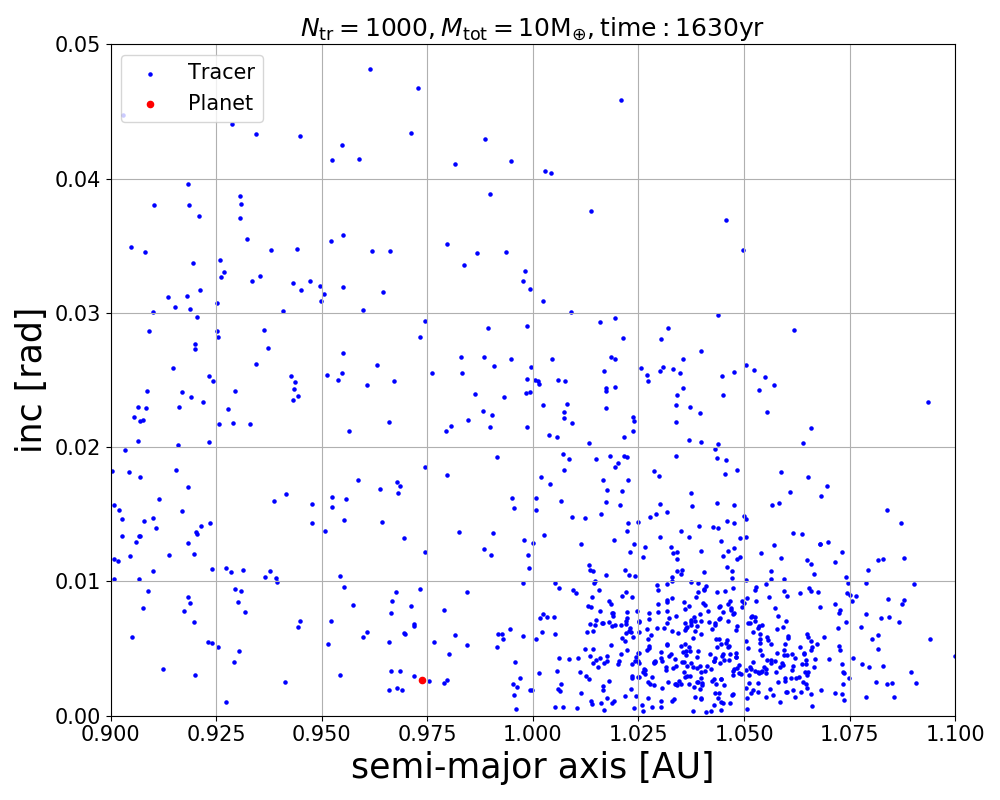 N_tr = 1000, M_tot = 10M_⊕, time : 1630yr
Tracer
Planet
inc [rad]
0.05
0.04
0.03
0.02
0.01
0.00
0.900 0.925 0.950 0.975 1.000 1.025 1.050 1.075 1.100
semi-major axis [AU]